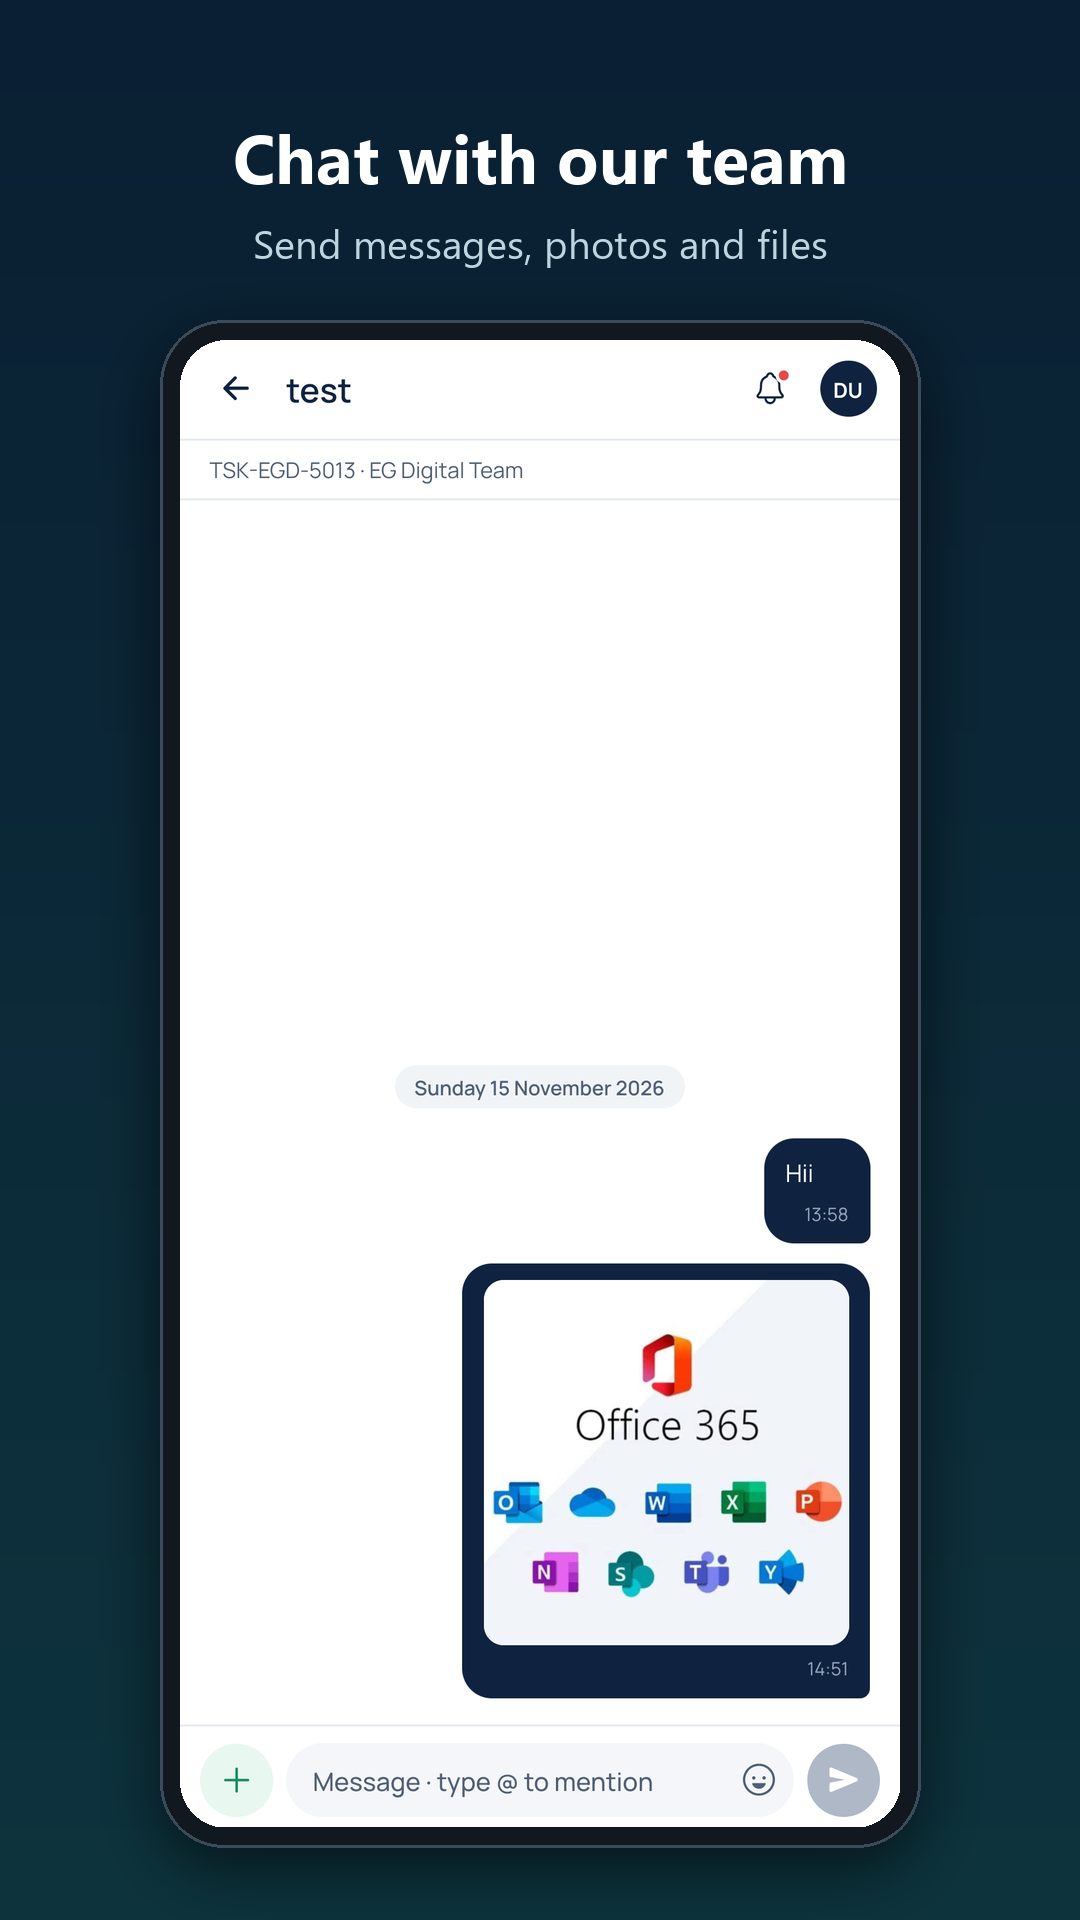 Chat with our team
Send messages, photos and files
test
DU
TSK-EGD-5013 · EG Digital Team
Sunday 15 November 2026
Hii
13:58
Office 365
O W X P
N S T Y
14:51
Message · type @ to mention